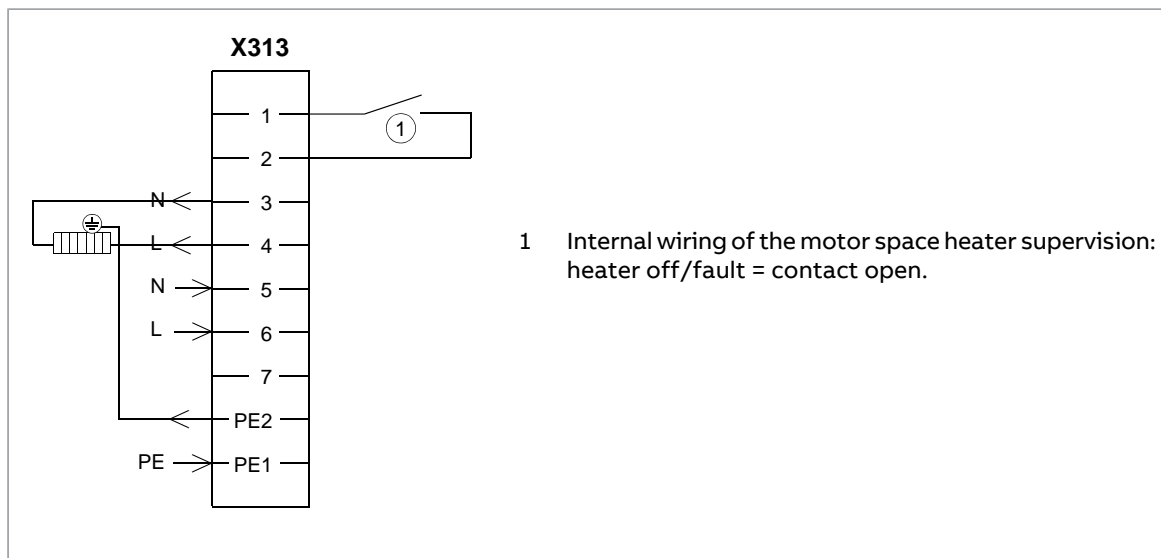 X313
1
1
2
N 3
L 4
N 5
L 6
7
PE2
PE PE1
1 Internal wiring of the motor space heater supervision:
heater off/fault = contact open.